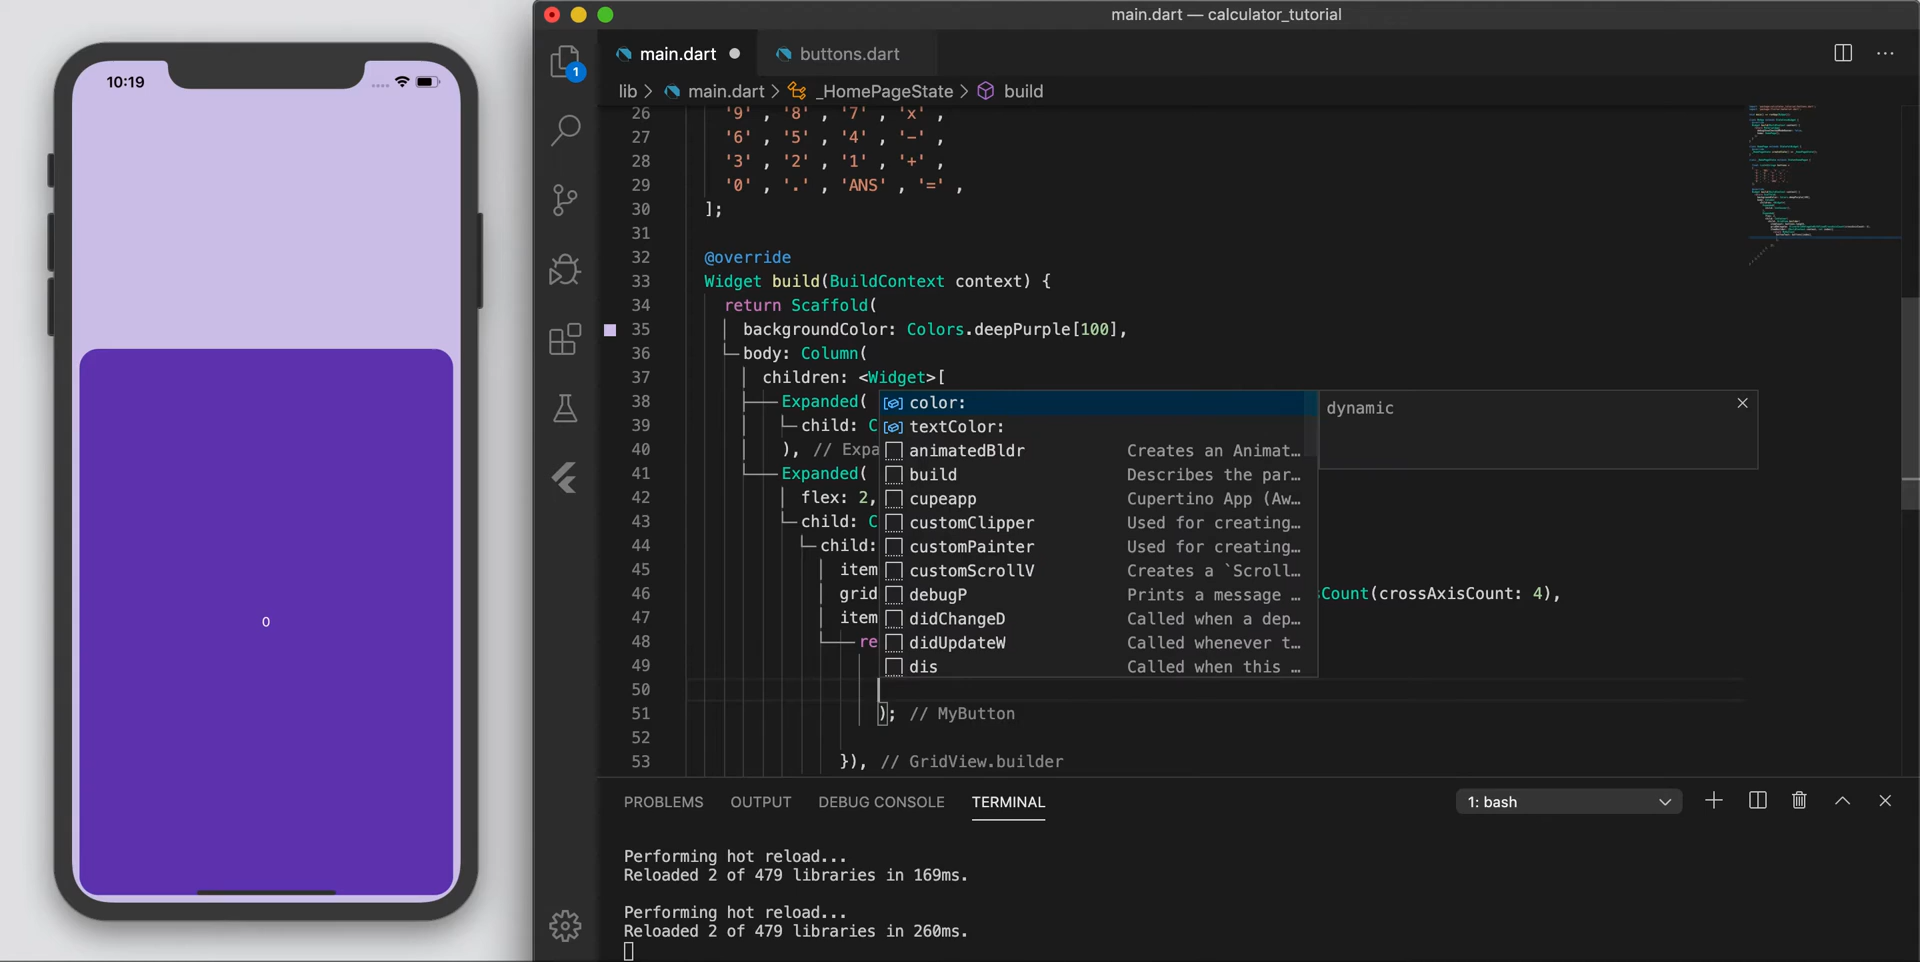 10:19
0
main.dart — calculator_tutorial
1
main.dart
buttons.dart
lib > main.dart > _HomePageState > build
26 '9' , '8' , '7' , 'x' ,
27 '6' , '5' , '4' , '-' ,
28 '3' , '2' , '1' , '+' ,
29 '0' , '.' , 'ANS' , '=' ,
30 ];
31
32 @override
33 Widget build(BuildContext context) {
34 return Scaffold(
35 backgroundColor: Colors.deepPurple[100],
36 body: Column(
37 children: <Widget>[
38 Expanded(
39 child: C
40 ), // Expa
41 Expanded(
42 flex: 2,
43 child: C
44 child:
45 item
46 grid sCount(crossAxisCount: 4),
47 item
48 re
49
50
51 ); // MyButton
52
53 }), // GridView.builder
color:
textColor:
animatedBldr Creates an Animat…
build Describes the par…
cupeapp Cupertino App (Aw…
customClipper Used for creating…
customPainter Used for creating…
customScrollV Creates a `Scroll…
debugP Prints a message …
didChangeD Called when a dep…
didUpdateW Called whenever t…
dis Called when this …
dynamic
PROBLEMS OUTPUT DEBUG CONSOLE TERMINAL
1: bash
Performing hot reload...
Reloaded 2 of 479 libraries in 169ms.
Performing hot reload...
Reloaded 2 of 479 libraries in 260ms.